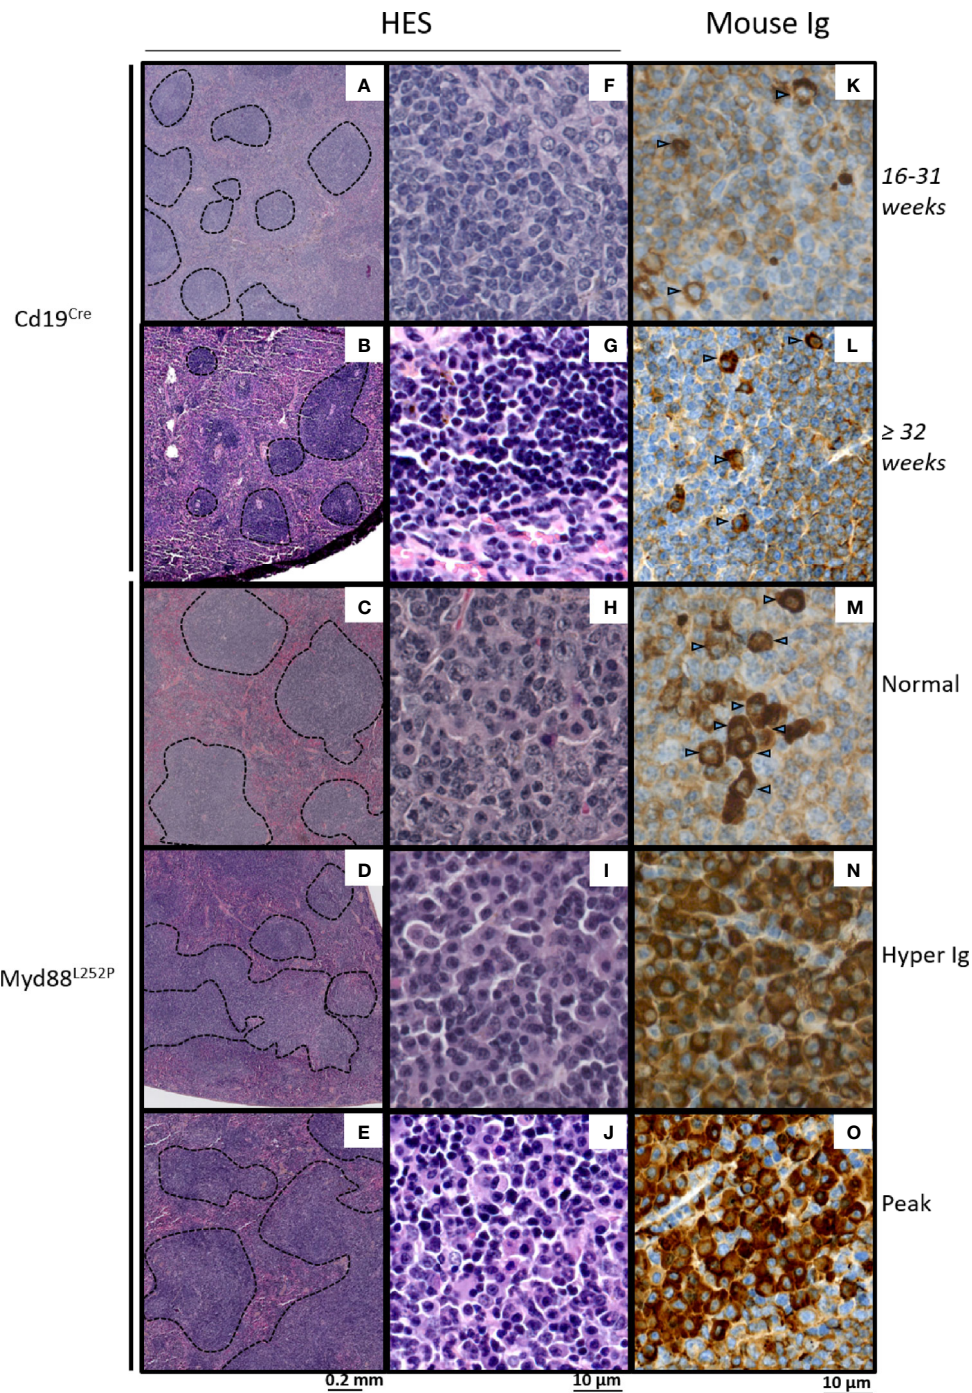 HES
Mouse Ig
A
F
K
16-31
weeks
Cd19Cre
B
G
L
≥ 32
weeks
C
H
M
Normal
D
I
N
Myd88L252P
Hyper Ig
E
J
O
Peak
0.2 mm
10 µm
10 µm